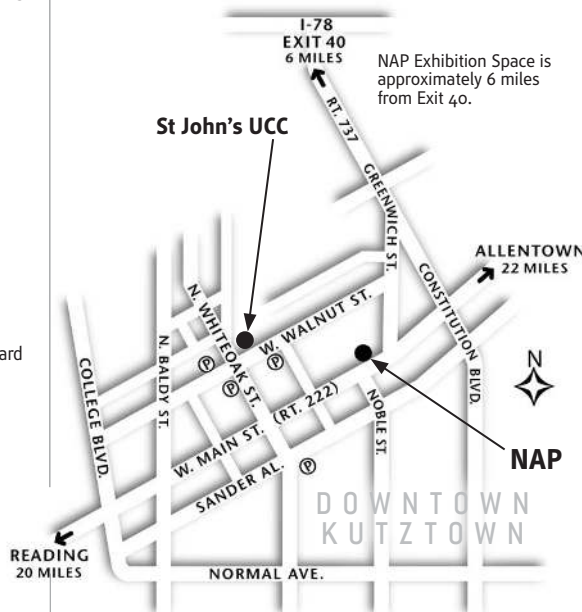 I-78
EXIT 40
6 MILES
NAP Exhibition Space is
approximately 6 miles
from Exit 40.
RT. 737
St John's UCC
GREENWICH ST.
ALLENTOWN
22 MILES
CONSTITUTION BLVD.
N. WHITEOAK ST.
W. WALNUT ST.
N. BALDY ST.
P
P
P
ard
COLLEGE BLVD.
N
W. MAIN ST. (RT. 222)
NOBLE ST.
NAP
SANDER AL.
P
DOWNTOWN
KUTZTOWN
READING
20 MILES
NORMAL AVE.